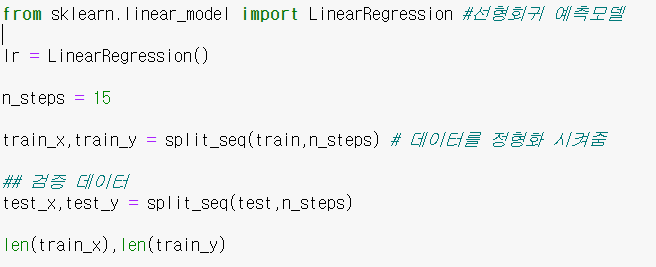 from sklearn.linear_model import LinearRegression #선형회귀 예측모델
lr = LinearRegression()
n_steps = 15
train_x,train_y = split_seq(train,n_steps) # 데이터를 정형화 시켜줌
## 검증 데이터
test_x,test_y = split_seq(test,n_steps)
len(train_x),len(train_y)